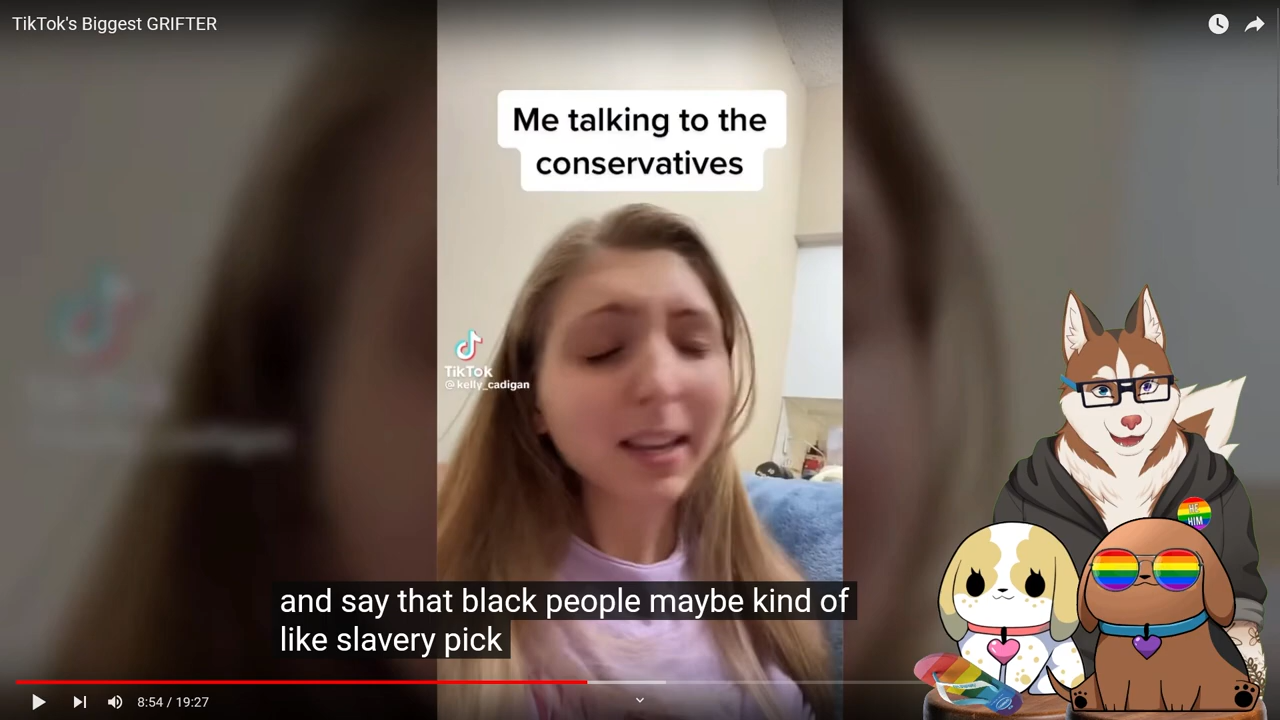 TikTok's Biggest GRIFTER
Me talking to the
conservatives
TikTok
@kelly_cadigan
HE
HIM
and say that black people maybe kind of
like slavery pick
8:54 / 19:27